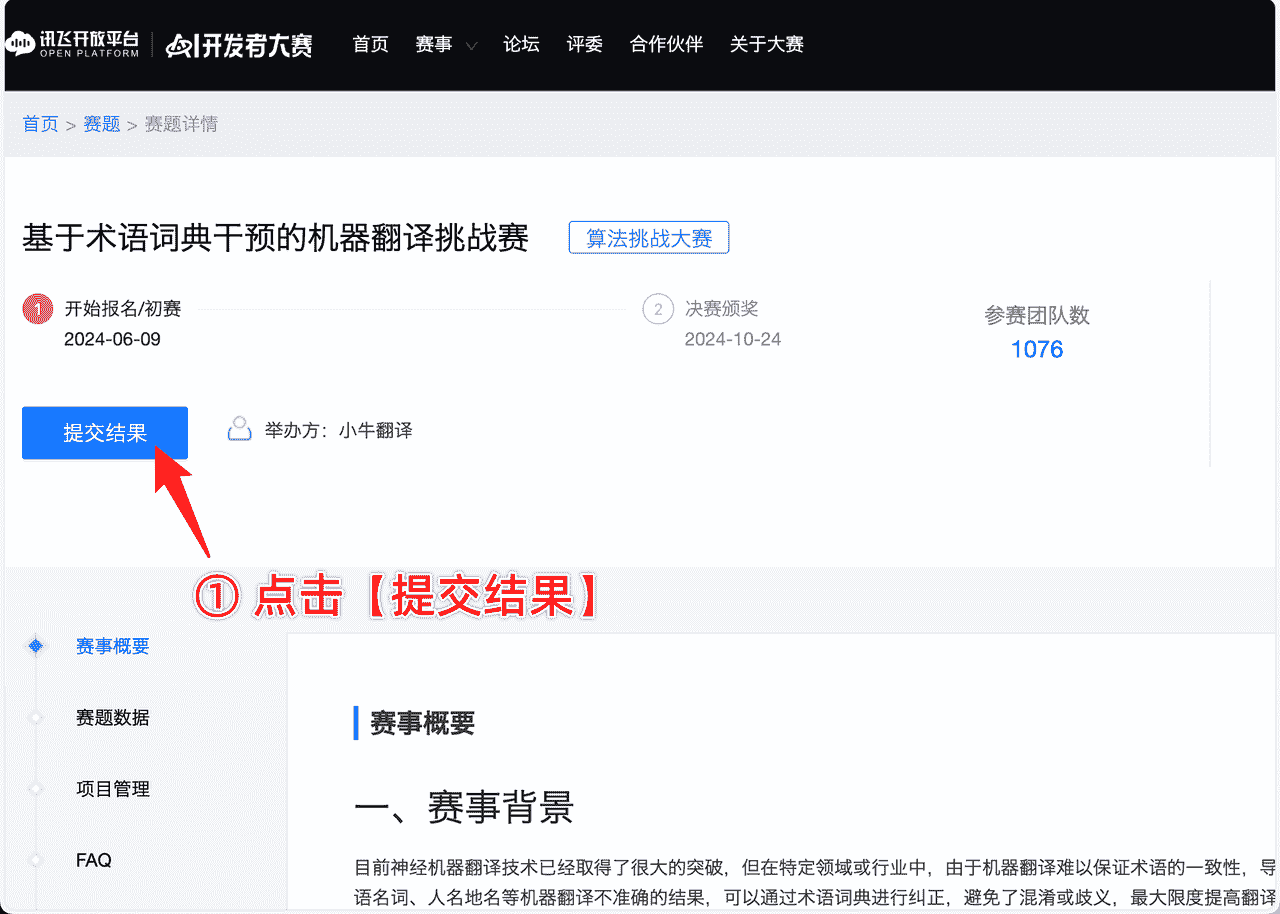 讯飞开放平台
OPEN PLATFORM
AI开发者大赛
首页 赛事 论坛 评委 合作伙伴 关于大赛
首页 > 赛题 > 赛题详情
基于术语词典干预的机器翻译挑战赛 算法挑战大赛
1 开始报名/初赛 2 决赛颁奖 参赛团队数
2024-06-09 2024-10-24 1076
提交结果 举办方：小牛翻译
① 点击【提交结果】
赛事概要
赛题数据
项目管理
FAQ
赛事概要
一、赛事背景
目前神经机器翻译技术已经取得了很大的突破，但在特定领域或行业中，由于机器翻译难以保证术语的一致性，导
语名词、人名地名等机器翻译不准确的结果，可以通过术语词典进行纠正，避免了混淆或歧义，最大限度提高翻译